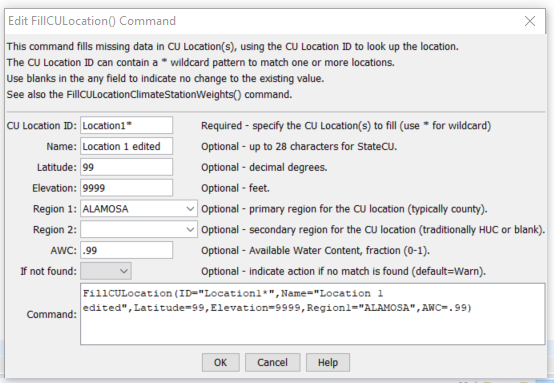 Edit FillCULocation() Command
This command fills missing data in CU Location(s), using the CU Location ID to look up the location.
The CU Location ID can contain a * wildcard pattern to match one or more locations.
Use blanks in the any field to indicate no change to the existing value.
See also the FillCULocationClimateStationWeights() command.
CU Location ID: Location1* Required - specify the CU Location(s) to fill (use * for wildcard)
Name: Location 1 edited Optional - up to 28 characters for StateCU.
Latitude: 99 Optional - decimal degrees.
Elevation: 9999 Optional - feet.
Region 1: ALAMOSA Optional - primary region for the CU location (typically county).
Region 2: Optional - secondary region for the CU location (traditionally HUC or blank).
AWC: .99 Optional - Available Water Content, fraction (0-1).
If not found: Optional - indicate action if no match is found (default=Warn).
Command: FillCULocation(ID="Location1*",Name="Location 1
edited",Latitude=99,Elevation=9999,Region1="ALAMOSA",AWC=.99)
OK Cancel Help